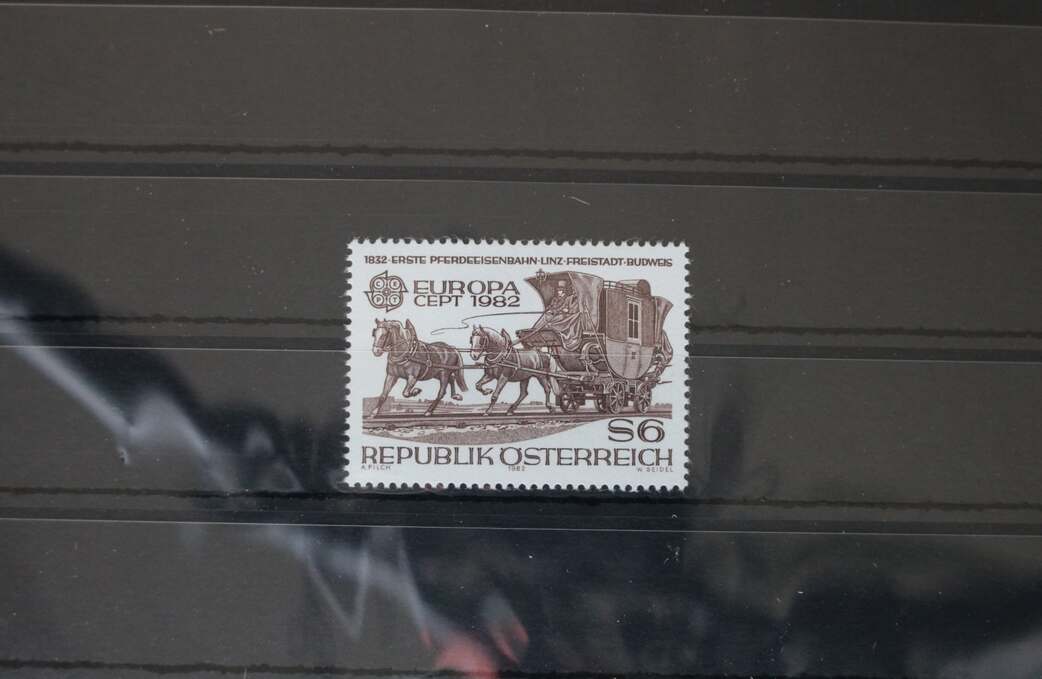 1832-ERSTE PFERDEEISENBAHN-LINZ-FREISTADT-BUDWEIS
EUROPA
CEPT 1982
S6
REPUBLIK ÖSTERREICH
A. PILCH 1982 W. SEIDEL